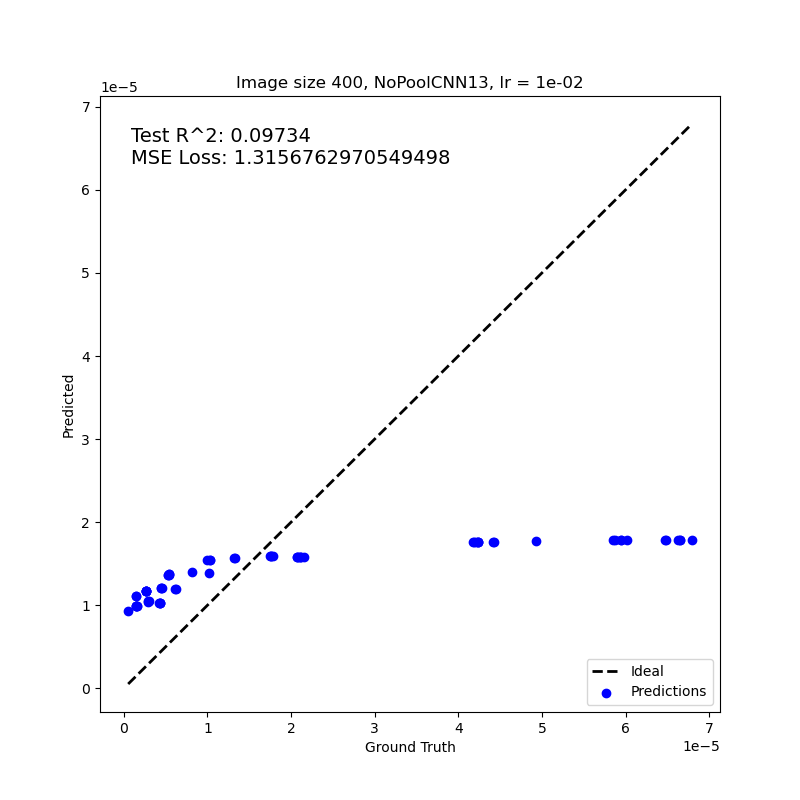 Image size 400, NoPoolCNN13, lr = 1e-02
1e−5
Test R^2: 0.09734
MSE Loss: 1.3156762970549498
7
6
5
4
3
2
1
0
Predicted
Ideal
Predictions
0 1 2 3 4 5 6 7
Ground Truth
1e−5